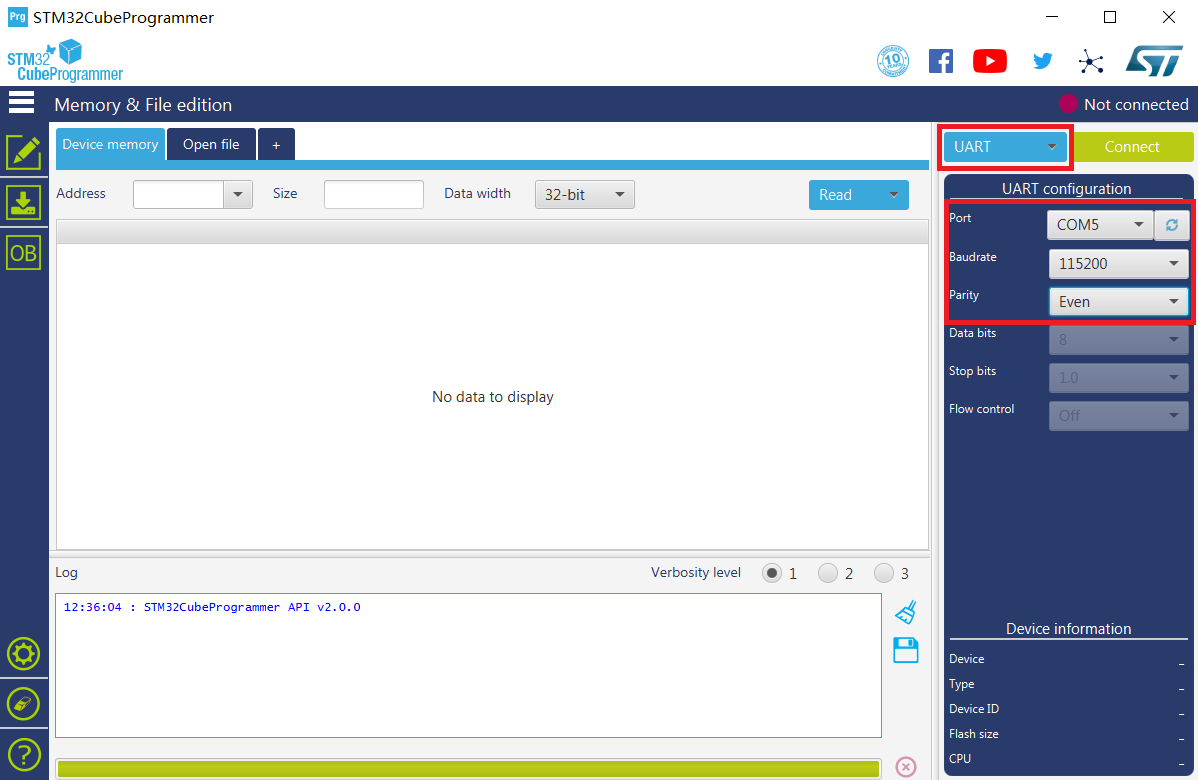 Prg STM32CubeProgrammer
STM32
CubeProgrammer
10
YEARS
ST
Memory & File edition
Not connected
Device memory
Open file
+
UART
Connect
Address
Size
Data width
32-bit
Read
UART configuration
Port
COM5
Baudrate
115200
Parity
Even
Data bits
8
Stop bits
1.0
Flow control
Off
OB
No data to display
Log
Verbosity level
1
2
3
12:36:04 : STM32CubeProgrammer API v2.0.0
Device information
Device
-
Type
-
Device ID
-
Flash size
-
CPU
-
?